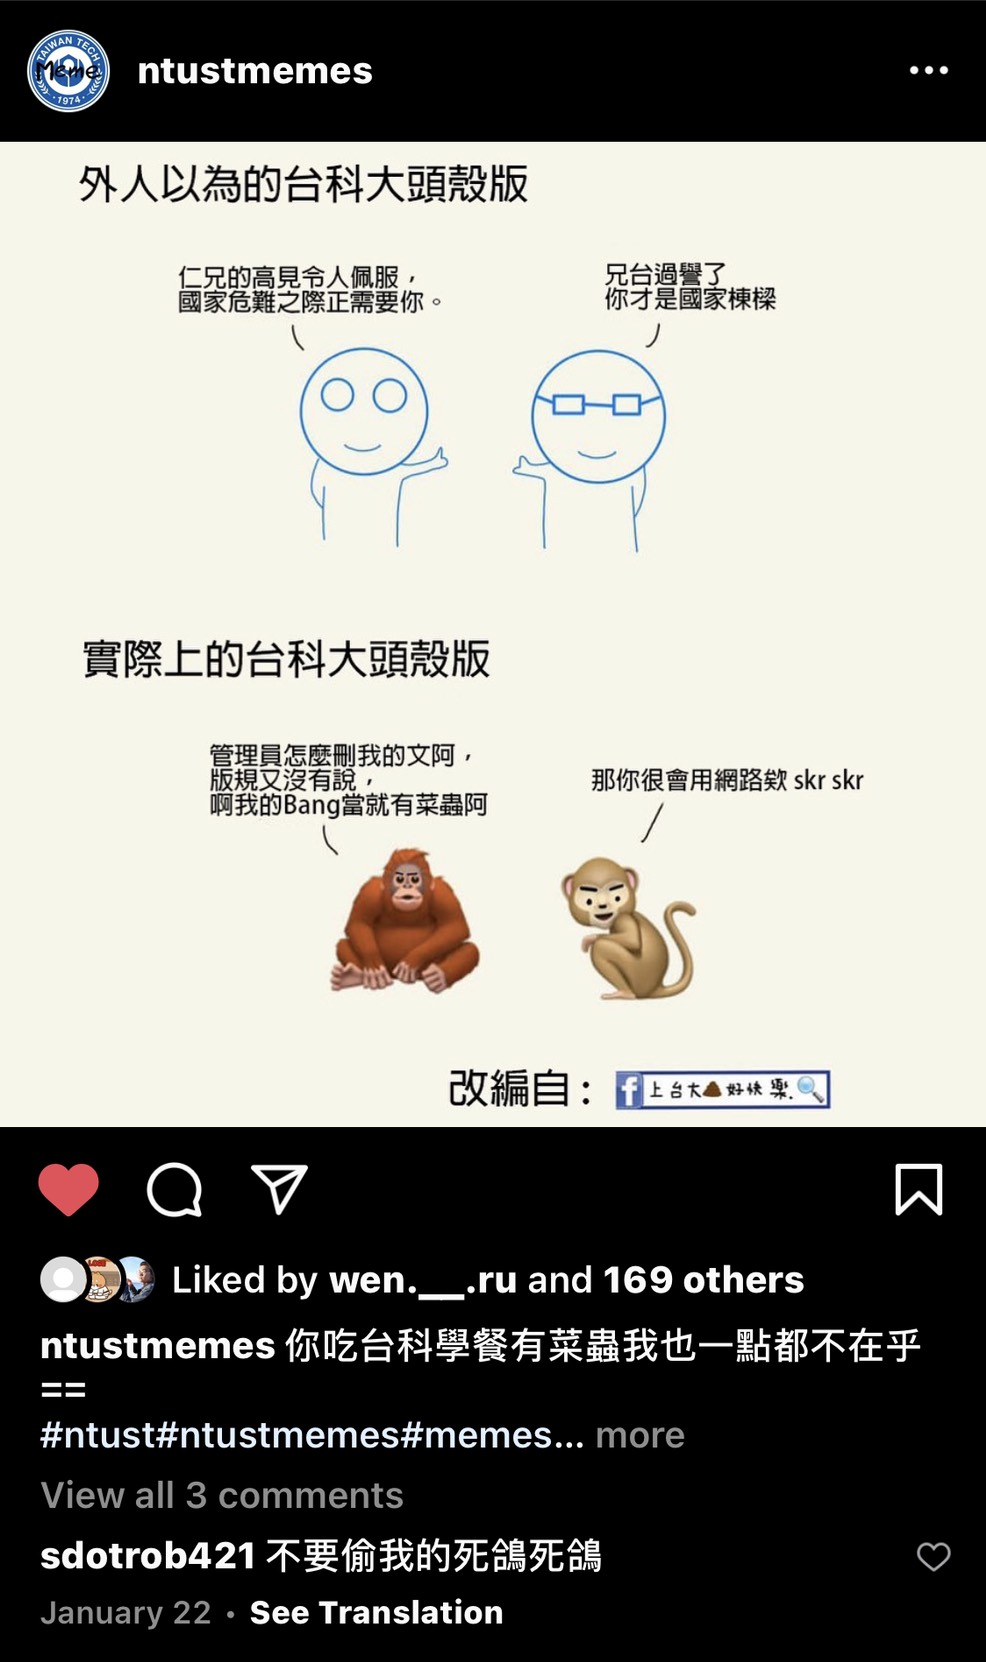 TAIWAN TECH
Meme
·1974·
ntustmemes
外人以為的台科大頭殼版
仁兄的高見令人佩服，
國家危難之際正需要你。
兄台過譽了
你才是國家棟樑
實際上的台科大頭殼版
管理員怎麼刪我的文阿，
版規又沒有說，
啊我的Bang當就有菜蟲阿
那你很會用網路欸 skr skr
改編自：
f 上台大💩好快樂.
Liked by wen.__.ru and 169 others
ntustmemes 你吃台科學餐有菜蟲我也一點都不在乎
==
#ntust#ntustmemes#memes... more
View all 3 comments
sdotrob421 不要偷我的死鴿死鴿
January 22 · See Translation